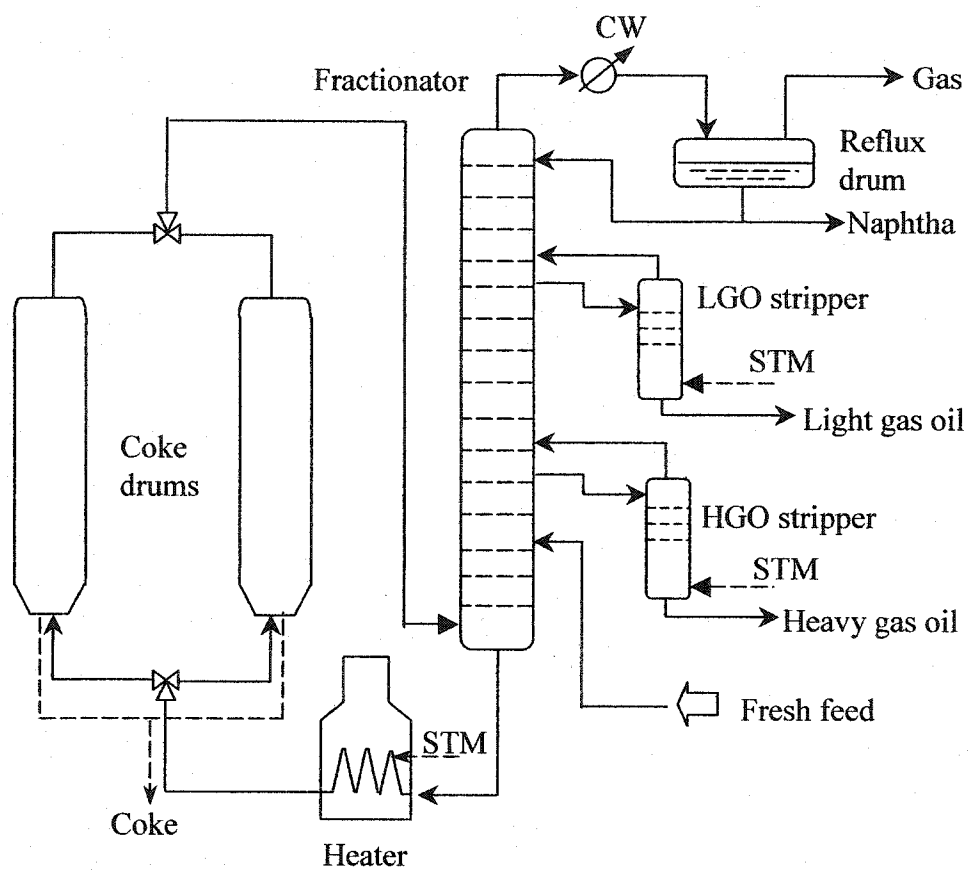 CW
Fractionator
Gas
Reflux
drum
Naphtha
LGO stripper
STM
Light gas oil
Coke
drums
HGO stripper
STM
Heavy gas oil
Fresh feed
STM
Coke
Heater